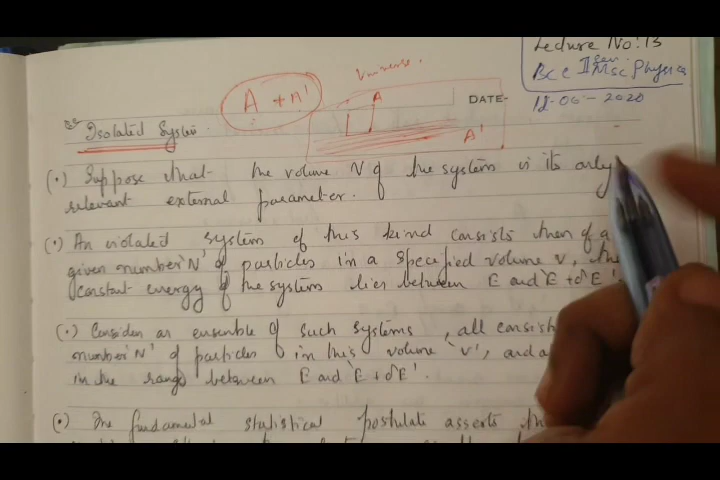 Lecture No: 13
BSc II Sem MSc Physics
18-06-2020
Universe.
A + A'
A
DATE-
A'
Isolated System
(•) Suppose that the volume V of the system is its only
relevant external parameter.
(•) An isolated system of this kind consists then of a
given number 'N' of particles in a specified volume v, the
constant energy of the system lies between E and 'E + δE'.
(•) Consider an ensemble of such systems, all consist
number 'N' of particles in this volume 'V', and a
in the range between E and E + δE'.
(•) The fundamental statistical postulate asserts